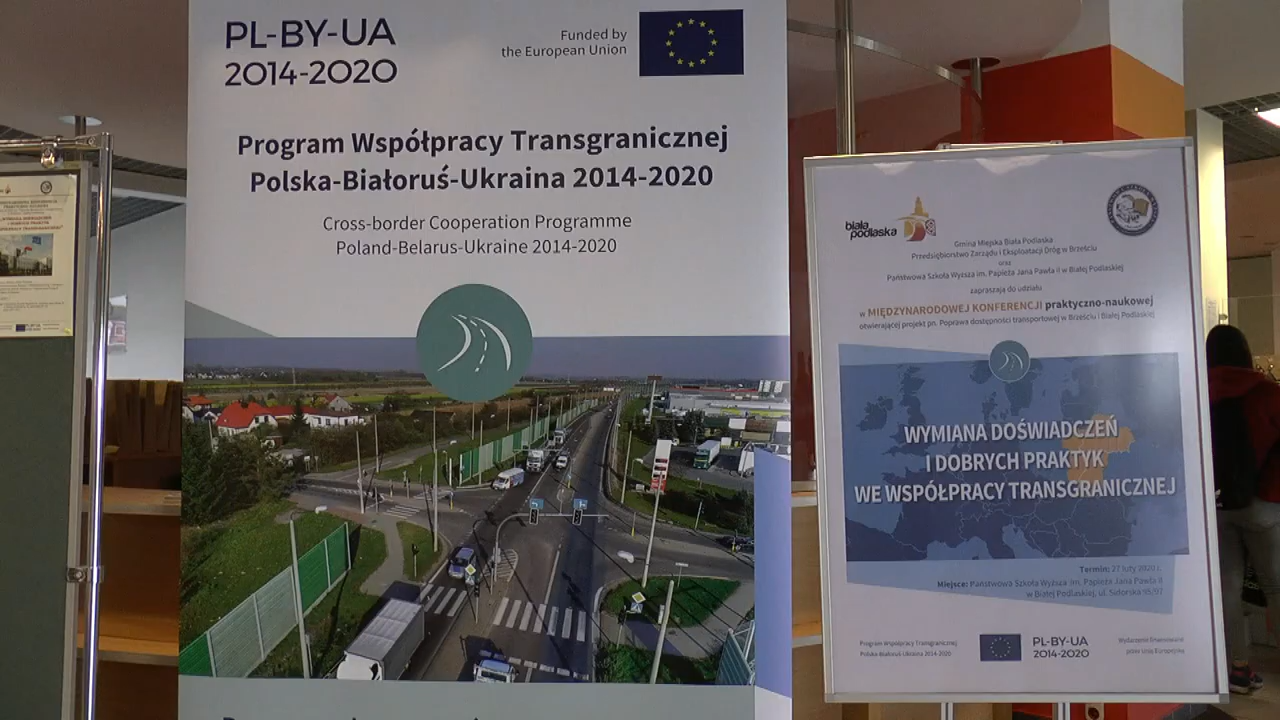 PL-BY-UA
2014-2020
Funded by
the European Union
Program Współpracy Transgranicznej
Polska-Białoruś-Ukraina 2014-2020
Cross-border Cooperation Programme
Poland-Belarus-Ukraine 2014-2020
biała
podlaska
Gmina Miejska Biała Podlaska
Przedsiębiorstwo Zarządu i Eksploatacji Dróg w Brześciu
oraz
Państwowa Szkoła Wyższa im. Papieża Jana Pawła II w Białej Podlaskiej
zapraszają do udziału
w MIĘDZYNARODOWEJ KONFERENCJI praktyczno-naukowej
otwierającej projekt pn. Poprawa dostępności transportowej w Brześciu i Białej Podlaskiej
WYMIANA DOŚWIADCZEŃ
I DOBRYCH PRAKTYK
WE WSPÓŁPRACY TRANSGRANICZNEJ
Termin: 27 luty 2020 r.
Miejsce: Państwowa Szkoła Wyższa im. Papieża Jana Pawła II
w Białej Podlaskiej, ul. Sidorska 95/97
Program Współpracy Transgranicznej
Polska-Białoruś-Ukraina 2014-2020
PL-BY-UA
2014-2020
Wydarzenie finansowane
przez Unię Europejską